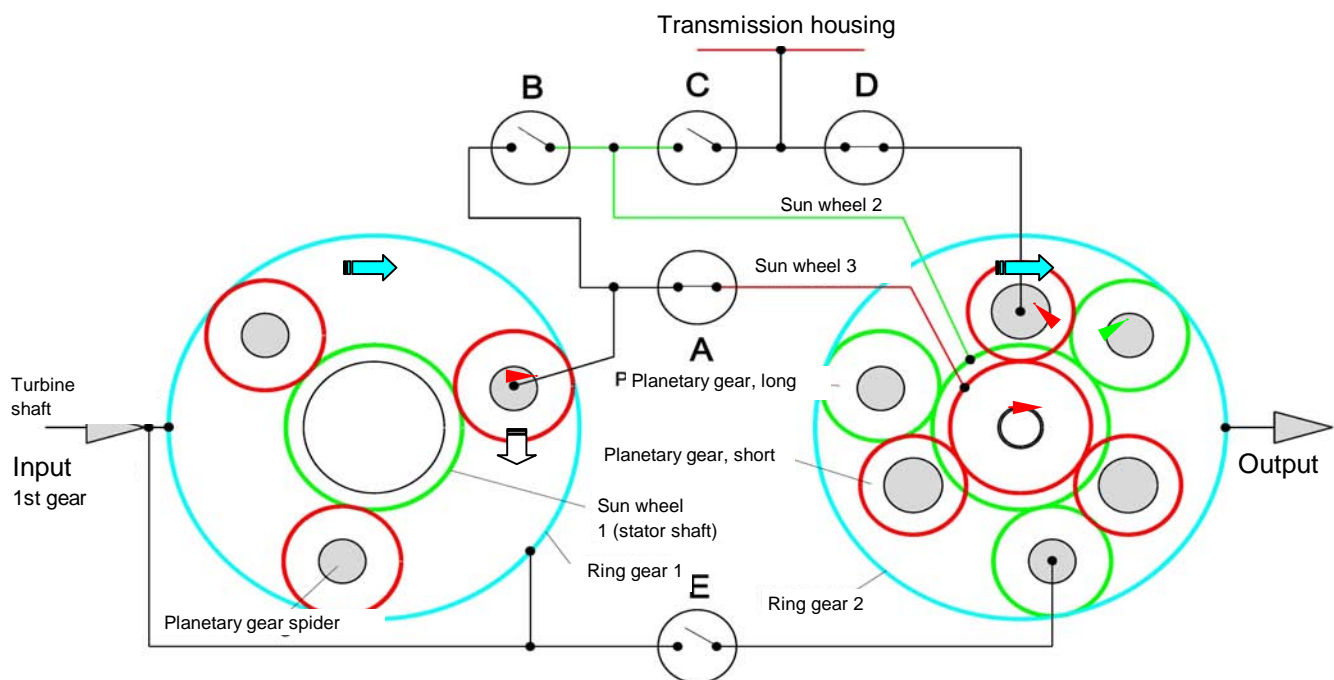 Transmission housing
B
C
D
Sun wheel 2
Sun wheel 3
A
Planetary gear, long
Turbine
shaft
Input
1st gear
Planetary gear, short
Output
Sun wheel
1 (stator shaft)
Ring gear 1
E
Ring gear 2
Planetary gear spider